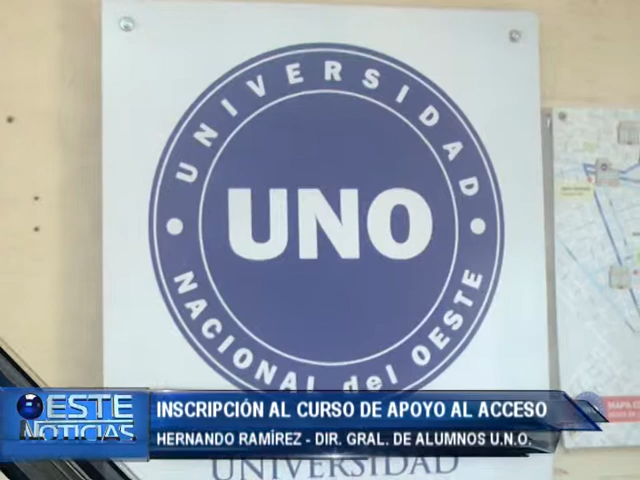 UNIVERSIDAD
UNO
NACIONAL del OESTE
OESTE
NOTICIAS
INSCRIPCIÓN AL CURSO DE APOYO AL ACCESO
HERNANDO RAMÍREZ - DIR. GRAL. DE ALUMNOS U.N.O.
UNIVERSIDAD
MAPA